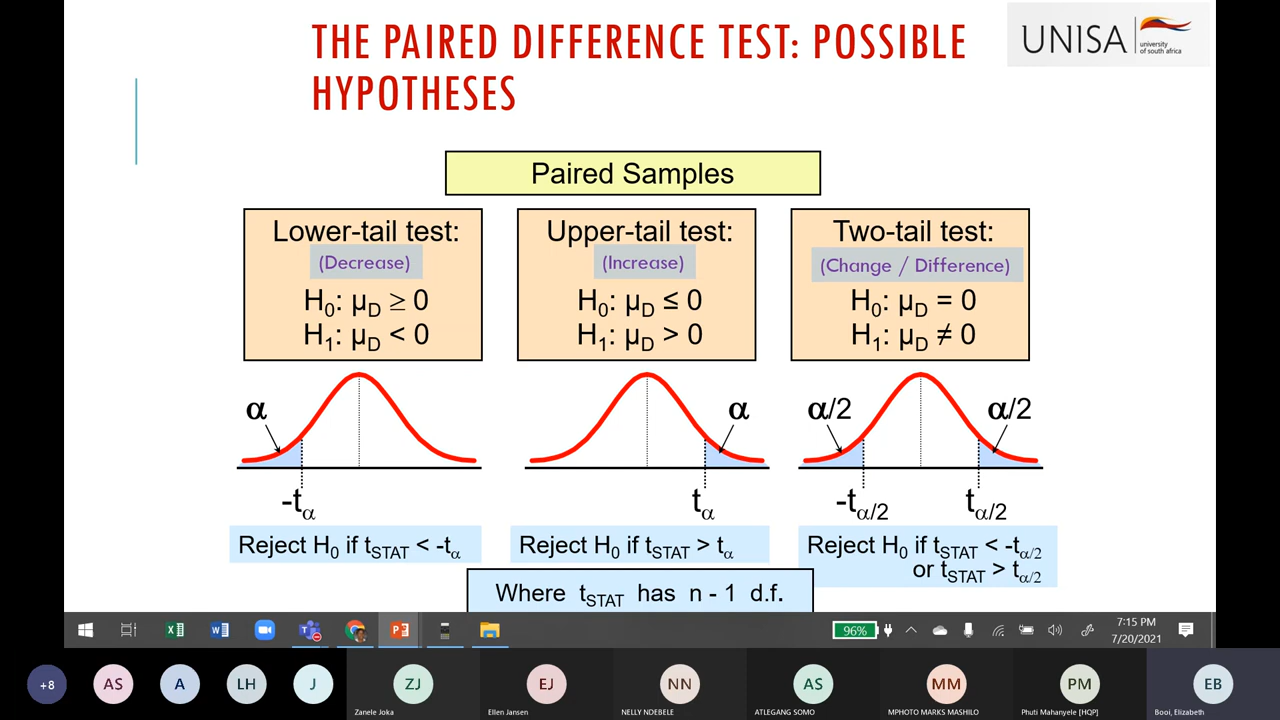 THE PAIRED DIFFERENCE TEST: POSSIBLE
HYPOTHESES
UNISA
university
of south africa
Paired Samples
Lower-tail test:
(Decrease)
H₀: μD ≥ 0
H₁: μD < 0
Upper-tail test:
(Increase)
H₀: μD ≤ 0
H₁: μD > 0
Two-tail test:
(Change / Difference)
H₀: μD = 0
H₁: μD ≠ 0
α
-tα
α
tα
α/2
α/2
-tα/2
tα/2
Reject H₀ if tSTAT < -tα
Reject H₀ if tSTAT > tα
Reject H₀ if tSTAT < -tα/2
or tSTAT > tα/2
Where tSTAT has n - 1 d.f.
96%
7:15 PM
7/20/2021
+8
AS
A
LH
J
ZJ
Zanele Joka
EJ
Ellen Jansen
NN
NELLY NDEBELE
AS
ATLEGANG SOMO
MM
MPHOTO MARKS MASHILO
PM
Phuti Mahanyele [HQP]
EB
Booi, Elizabeth